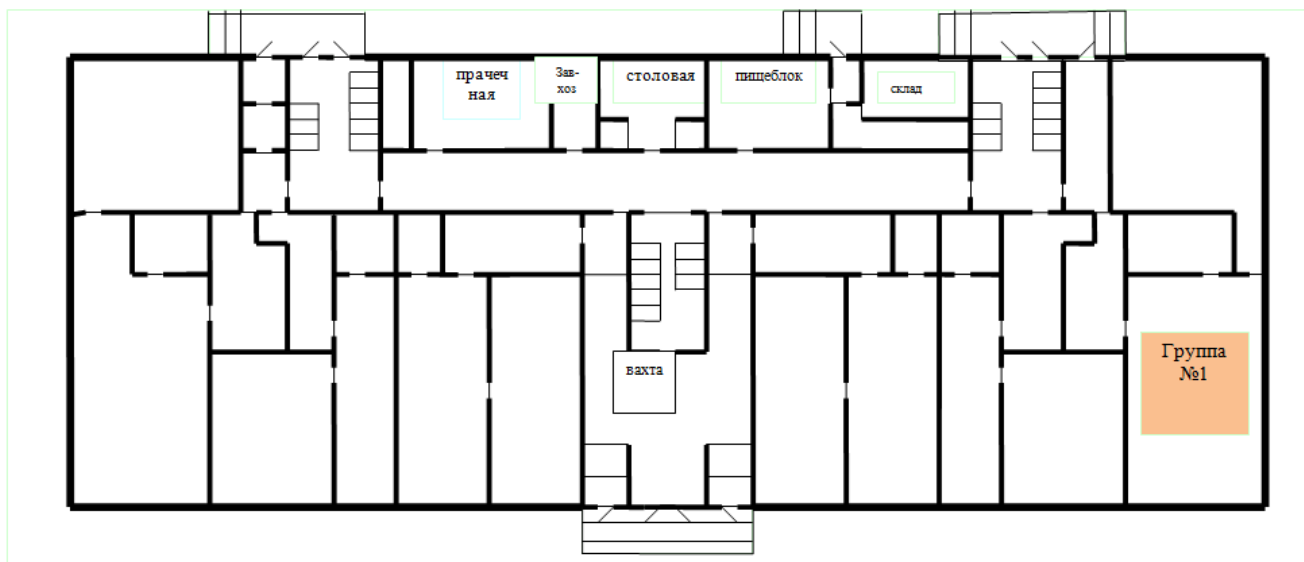 прачеч
ная
Зав-
хоз
столовая
пищеблок
склад
вахта
Группа
№1